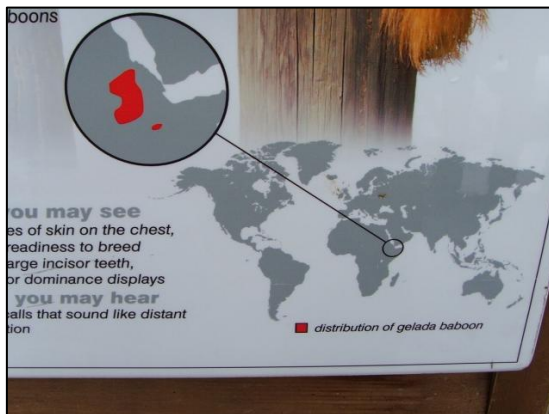 boons
you may see
es of skin on the chest,
readiness to breed
arge incisor teeth,
or dominance displays
you may hear
calls that sound like distant
tion
distribution of gelada baboon